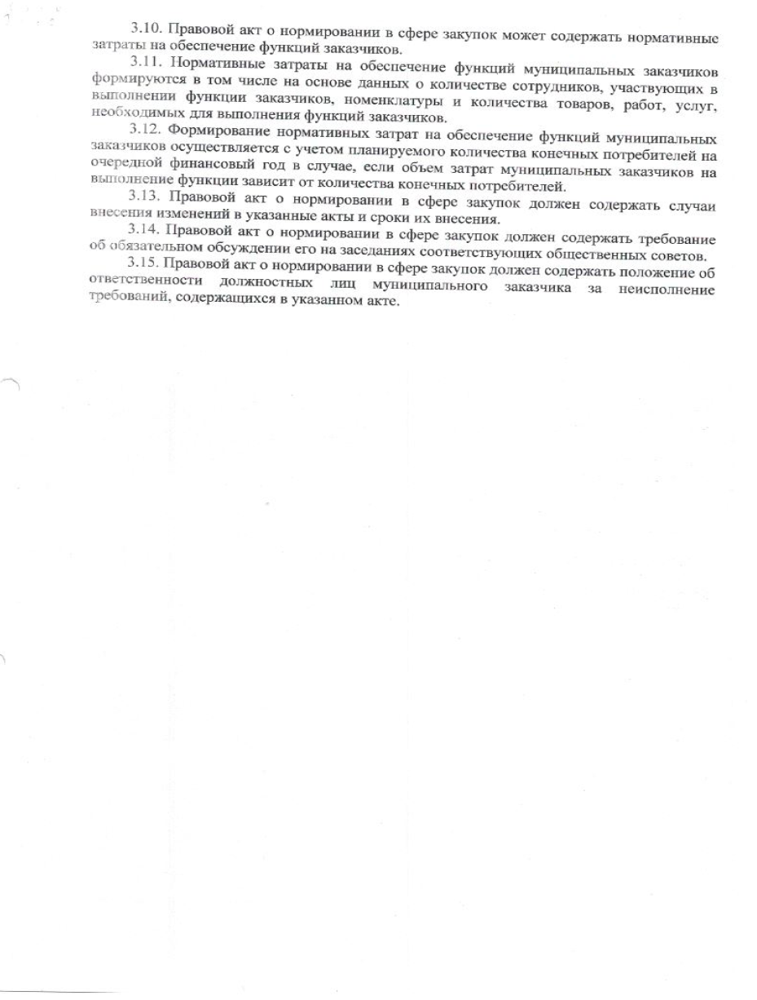 3.10. Правовой акт о нормировании в сфере закупок может содержать нормативные
затраты на обеспечение функций заказчиков.
3.11. Нормативные затраты на обеспечение функций муниципальных заказчиков
формируются в том числе на основе данных о количестве сотрудников, участвующих в
выполнении функции заказчиков, номенклатуры и количества товаров, работ, услуг,
необходимых для выполнения функций заказчиков.
3.12. Формирование нормативных затрат на обеспечение функций муниципальных
заказчиков осуществляется с учетом планируемого количества конечных потребителей на
очередной финансовый год в случае, если объем затрат муниципальных заказчиков на
выполнение функции зависит от количества конечных потребителей.
3.13. Правовой акт о нормировании в сфере закупок должен содержать случаи
внесения изменений в указанные акты и сроки их внесения.
3.14. Правовой акт о нормировании в сфере закупок должен содержать требование
об обязательном обсуждении его на заседаниях соответствующих общественных советов.
3.15. Правовой акт о нормировании в сфере закупок должен содержать положение об
ответственности должностных лиц муниципального заказчика за неисполнение
требований, содержащихся в указанном акте.